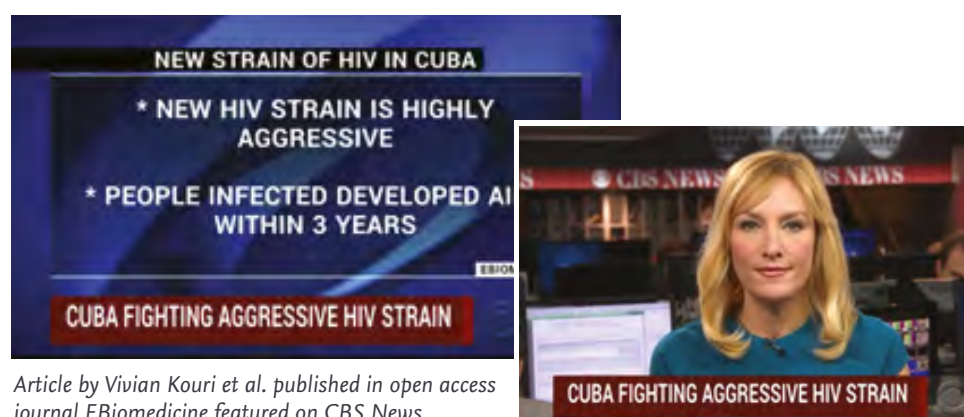 NEW STRAIN OF HIV IN CUBA
* NEW HIV STRAIN IS HIGHLY
AGGRESSIVE
* PEOPLE INFECTED DEVELOPED
WITHIN 3 YEARS
CUBA FIGHTING AGGRESSIVE HIV STRAIN
CBS NEWS
NEWS
CUBA FIGHTING AGGRESSIVE HIV STRAIN
Article by Vivian Kouri et al. published in open access
journal EBiomedicine featured on CBS News